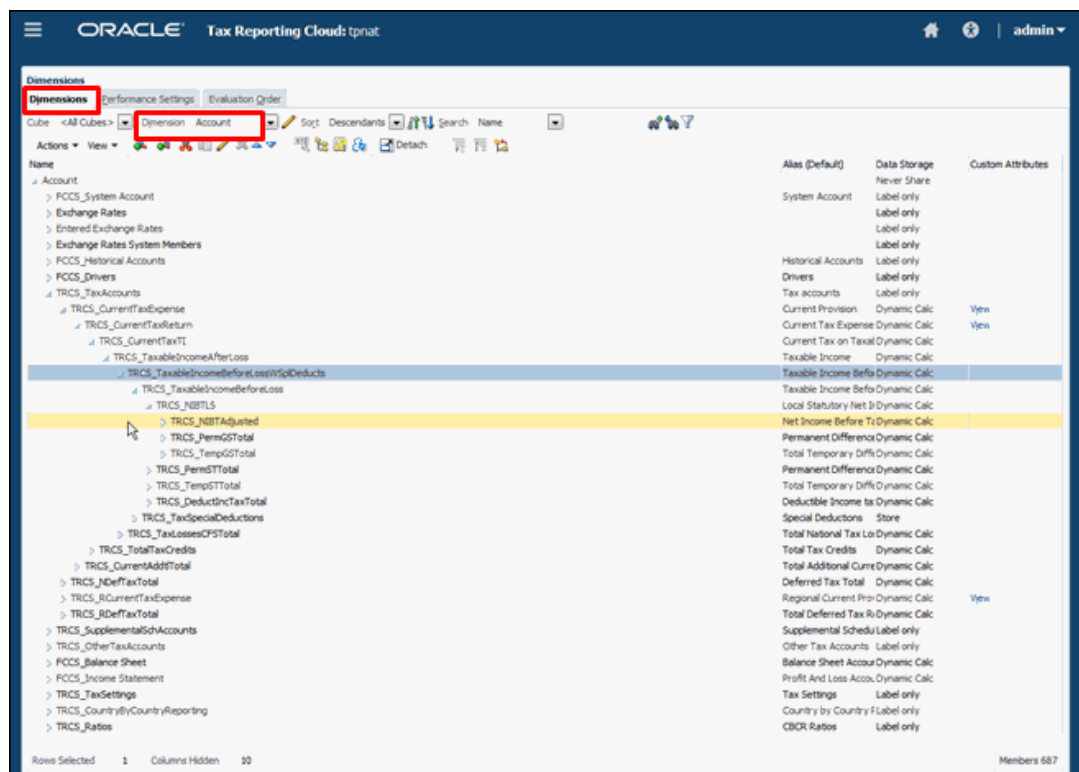 ORACLE Tax Reporting Cloud: tpnat admin
Dimensions
Dimensions Performance Settings Evaluation Order
Cube <All Cubes> Dimension Account Sort Descendants Search Name
Actions View Detach
Name Alias (Default) Data Storage Custom Attributes
Account Never Share
FCCS_System Account System Account Label only
Exchange Rates Label only
Entered Exchange Rates Label only
Exchange Rates System Members Label only
FCCS_Historical Accounts Historical Accounts Label only
FCCS_Drivers Drivers Label only
TRCS_TaxAccounts Tax accounts Label only
TRCS_CurrentTaxExpense Current Provision Dynamic Calc View
TRCS_CurrentTaxReturn Current Tax Expense Dynamic Calc View
TRCS_CurrentTaxTI Current Tax on Taxal Dynamic Calc
TRCS_TaxableIncomeAfterLoss Taxable Income Dynamic Calc
TRCS_TaxableIncomeBeforeLossWSplDeducts Taxable Income Befo Dynamic Calc
TRCS_TaxableIncomeBeforeLoss Taxable Income Befo Dynamic Calc
TRCS_NIBTLS Local Statutory Net Dynamic Calc
TRCS_NIBTAdjusted Net Income Before Dynamic Calc
TRCS_PermGSTotal Permanent Differenc Dynamic Calc
TRCS_TempGSTotal Total Temporary Diff Dynamic Calc
TRCS_PermSTTotal Permanent Differenc Dynamic Calc
TRCS_TempSTTotal Total Temporary Diff Dynamic Calc
TRCS_DeductIncTaxTotal Deductible Income Dynamic Calc
TRCS_TaxSpecialDeductions Special Deductions Store
TRCS_TaxLossesCFSTotal Total National Tax Dynamic Calc
TRCS_TotalTaxCredits Total Tax Credits Dynamic Calc
TRCS_CurrentAddtlTotal Total Additional Curre Dynamic Calc
TRCS_NDefTaxTotal Deferred Tax Total Dynamic Calc
TRCS_RCurrentTaxExpense Regional Current Dynamic Calc View
TRCS_RDefTaxTotal Total Deferred Tax Dynamic Calc
TRCS_SupplementalSchAccounts Supplemental Schedu Label only
TRCS_OtherTaxAccounts Other Tax Accounts Label only
FCCS_Balance Sheet Balance Sheet Accour Dynamic Calc
FCCS_Income Statement Profit And Loss Dynamic Calc
TRCS_TaxSettings Tax Settings Label only
TRCS_CountryByCountryReporting Country by Country Label only
TRCS_Ratios CBCR Ratios Label only
Rows Selected 1 Columns Hidden 10 Members 687